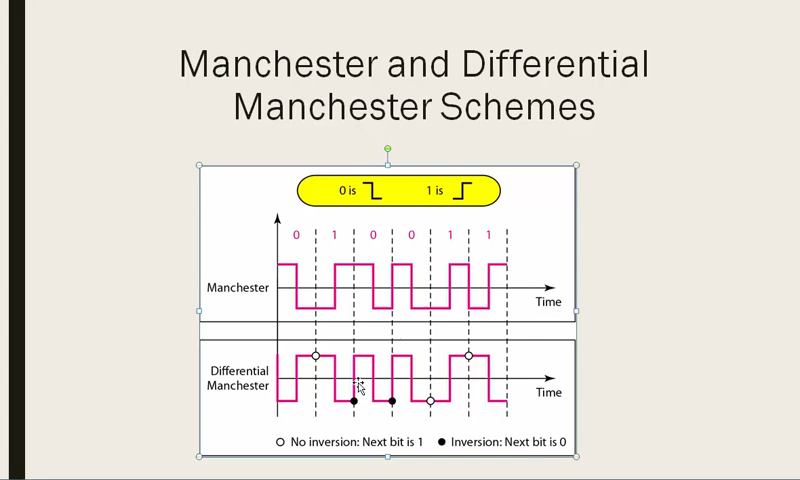 Manchester and Differential
Manchester Schemes
0 is 1 is
0 1 0 0 1 1
Manchester
Time
Differential
Manchester
Time
No inversion: Next bit is 1 Inversion: Next bit is 0